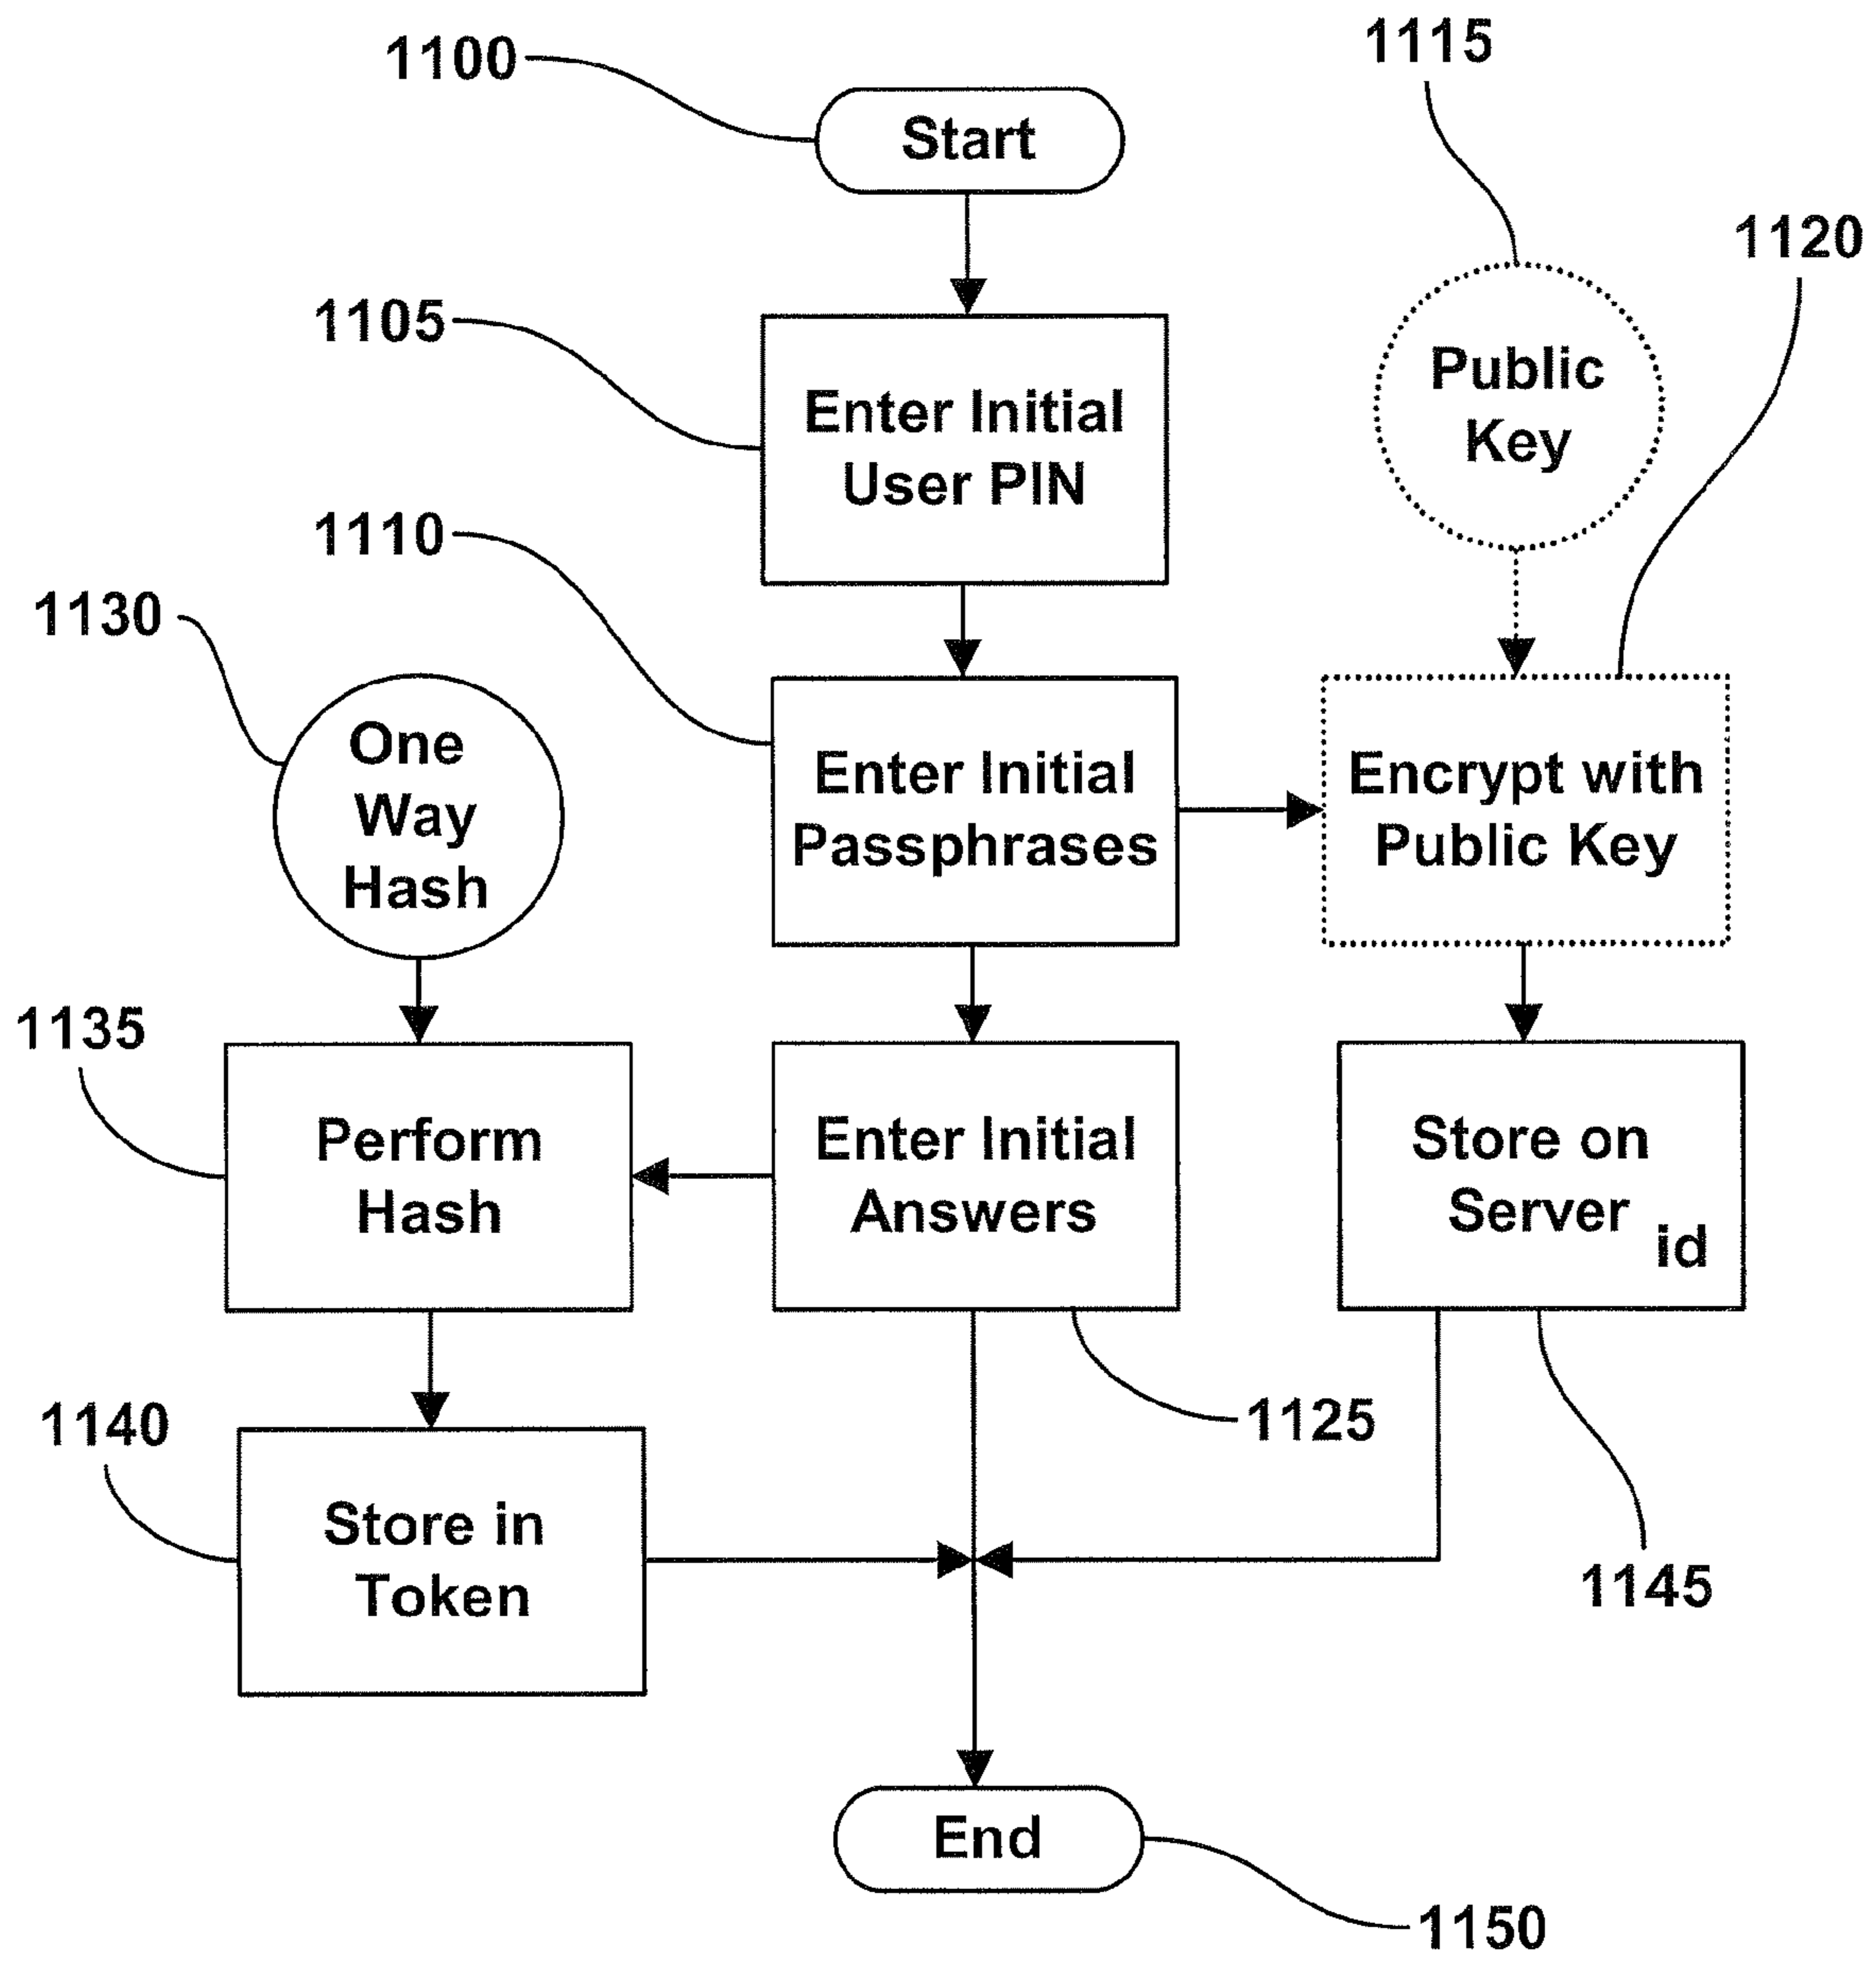 1100
1115
Start
1120
1105
Public
Key
Enter Initial
User PIN
1110
1130
One
Way
Hash
Enter Initial
Passphrases
Encrypt with
Public Key
1135
Perform
Hash
Enter Initial
Answers
Store on
Server
id
1140
1125
Store in
Token
1145
End
1150